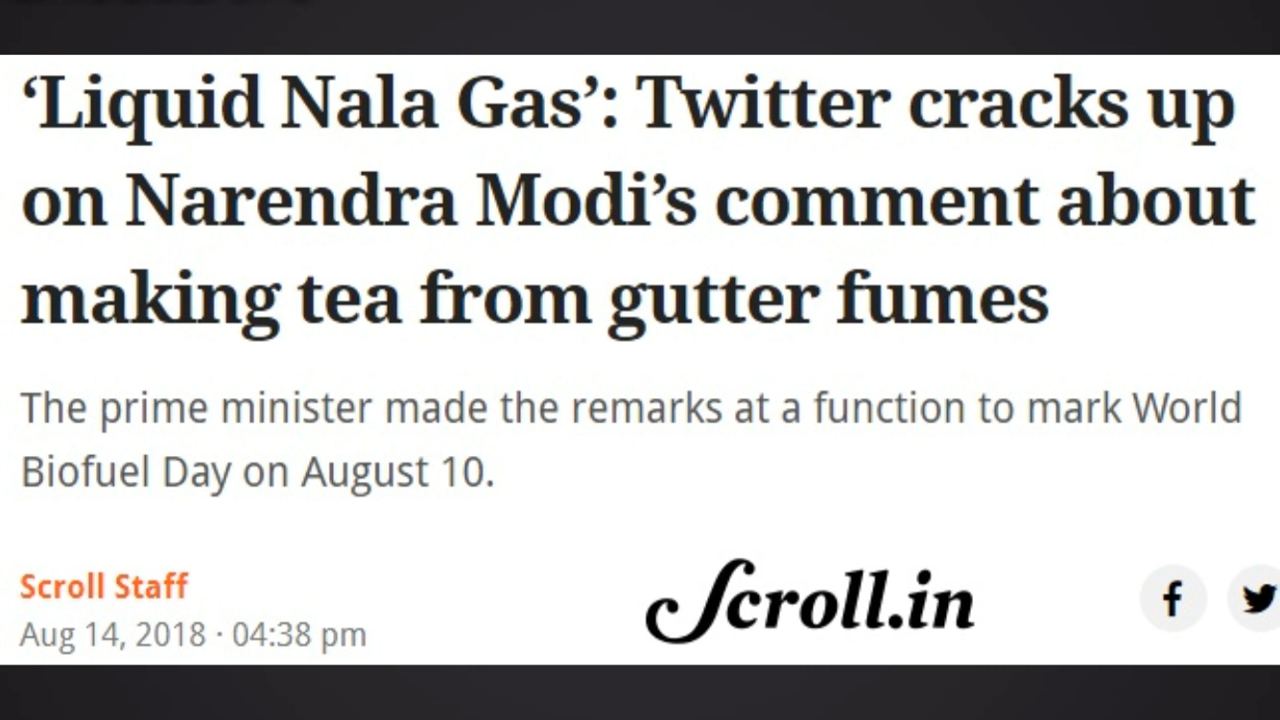 ‘Liquid Nala Gas’: Twitter cracks up
on Narendra Modi’s comment about
making tea from gutter fumes
The prime minister made the remarks at a function to mark World
Biofuel Day on August 10.
Scroll Staff
Aug 14, 2018 · 04:38 pm
Scroll.in